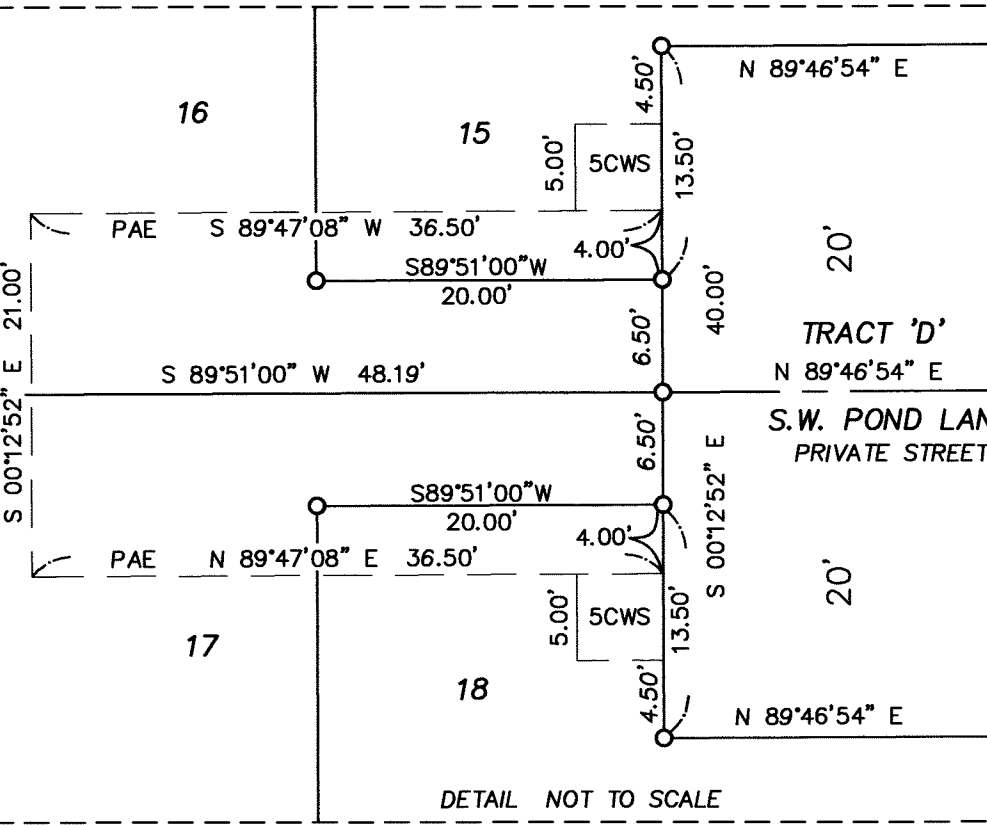 N 89°46'54" E
4.50'
16
15
5.00'
5CWS
13.50'
PAE S 89°47'08" W 36.50'
4.00'
20'
S89°51'00"W
20.00'
21.00'
S 00°12'52" E
6.50'
40.00'
TRACT 'D'
S 89°51'00" W 48.19'
N 89°46'54" E
S.W. POND LAN
PRIVATE STREET
6.50'
S 00°12'52" E
S89°51'00"W
20.00'
4.00'
PAE N 89°47'08" E 36.50'
20'
5.00'
5CWS
13.50'
17
18
4.50'
N 89°46'54" E
DETAIL NOT TO SCALE